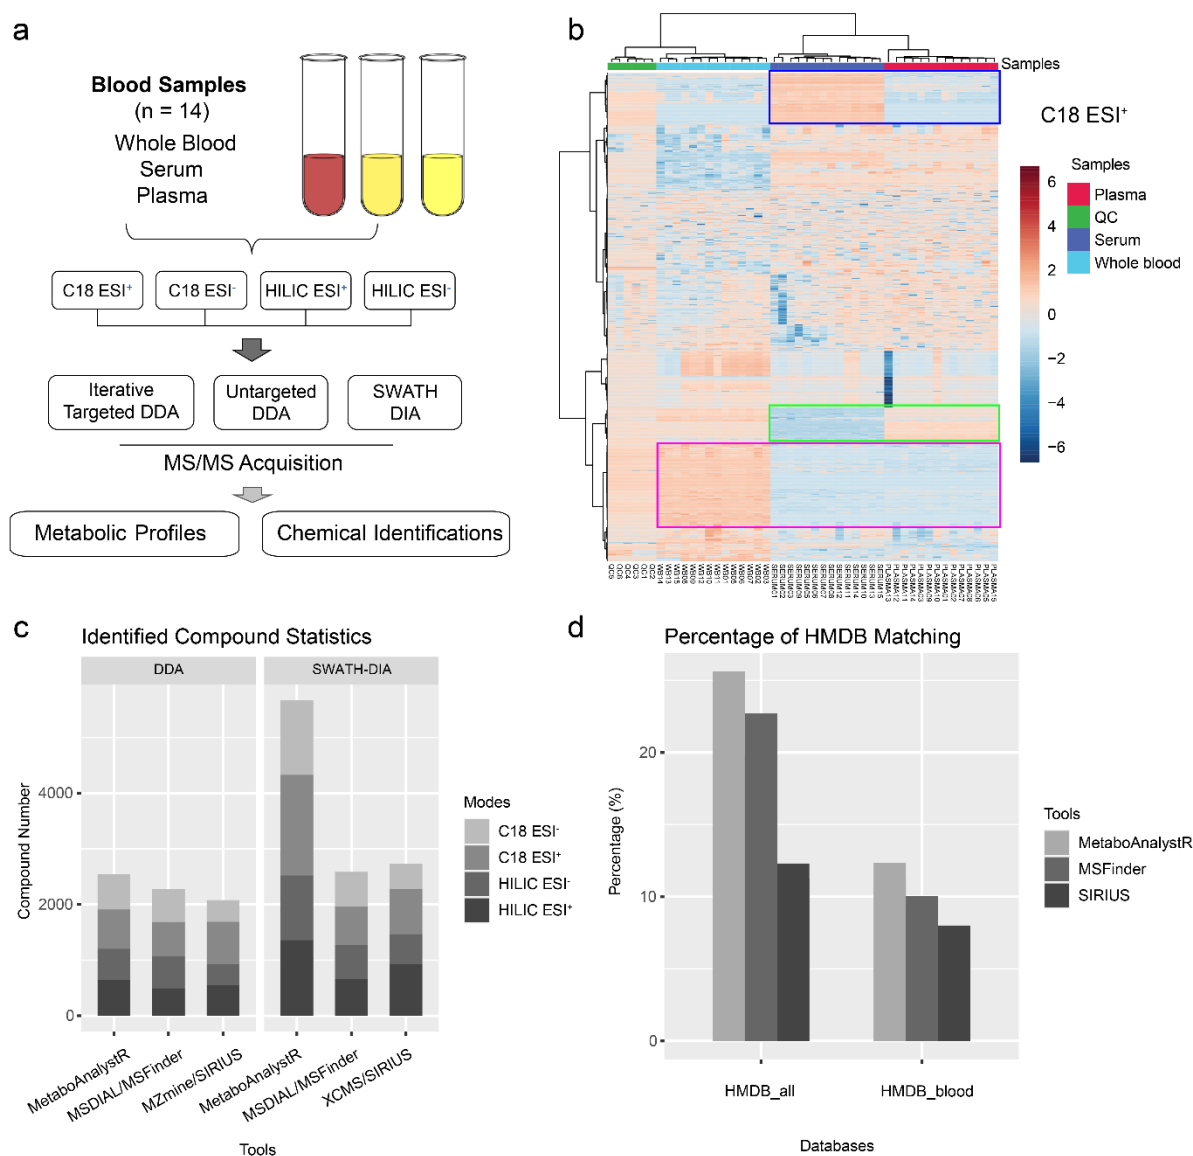 a
Blood Samples
(n = 14)
Whole Blood
Serum
Plasma
C18 ESI+
C18 ESI-
HILIC ESI+
HILIC ESI-
Iterative
Targeted DDA
Untargeted
DDA
SWATH
DIA
MS/MS Acquisition
Metabolic Profiles
Chemical Identifications
b
Samples
C18 ESI+
6
4
2
0
−2
−4
−6
Samples
Plasma
QC
Serum
Whole blood
c
Identified Compound Statistics
DDA
SWATH-DIA
Compound Number
4000
2000
0
MetaboAnalystR
MSDIAL/MSFinder
MZmine/SIRIUS
MetaboAnalystR
MSDIAL/MSFinder
XCMS/SIRIUS
Tools
Modes
C18 ESI-
C18 ESI+
HILIC ESI-
HILIC ESI+
d
Percentage of HMDB Matching
Percentage (%)
20
10
0
HMDB_all
HMDB_blood
Databases
Tools
MetaboAnalystR
MSFinder
SIRIUS